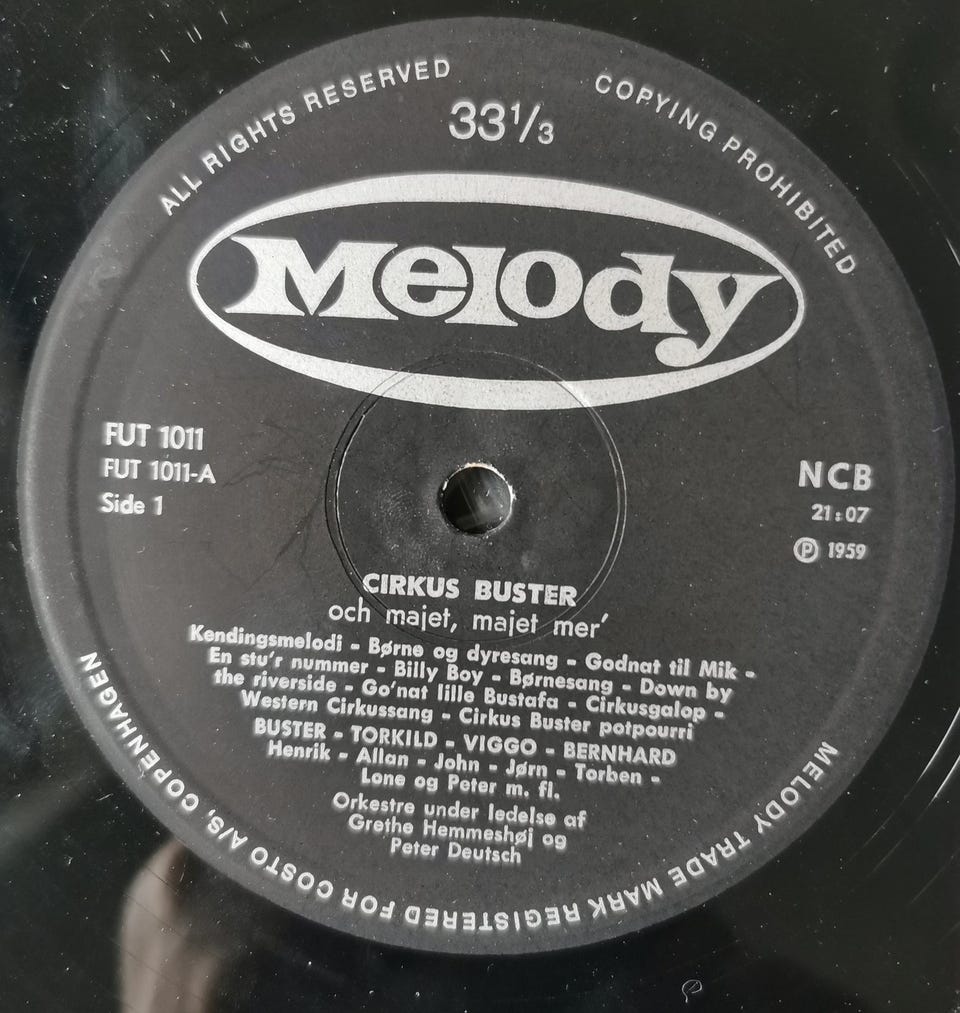 ALL RIGHTS RESERVED
COPYING PROHIBITED
33 1/3
Melody
FUT 1011
FUT 1011-A
Side 1
NCB
21:07
Ⓟ 1959
CIRKUS BUSTER
och majet, majet mer'
Kendingsmelodi - Børne og dyresang - Godnat til Mik -
En stu'r nummer - Billy Boy - Børnesang - Down by
the riverside - Go'nat lille Bustafa - Cirkusgalop -
Western Cirkussang - Cirkus Buster potpourri
BUSTER - TORKILD - VIGGO - BERNHARD
Henrik - Allan - John - Jørn - Torben -
Lone og Peter m. fl.
Orkestre under ledelse af
Grethe Hemmeshøj og
Peter Deutsch
MELODY TRADE MARK REGISTERED FOR COSTO A/S, COPENHAGEN